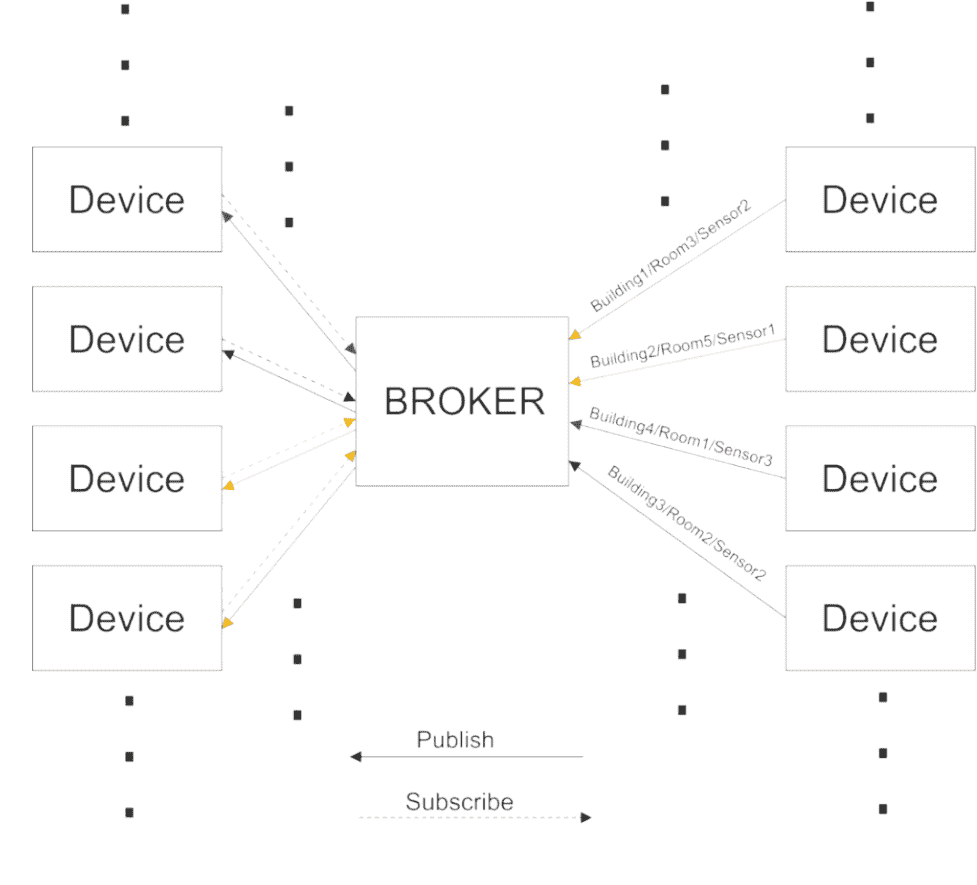 Device
Device
Device
Device
BROKER
Building1/Room3/Sensor2
Building2/Room5/Sensor1
Building4/Room1/Sensor3
Building3/Room2/Sensor2
Device
Device
Device
Device
Publish
Subscribe